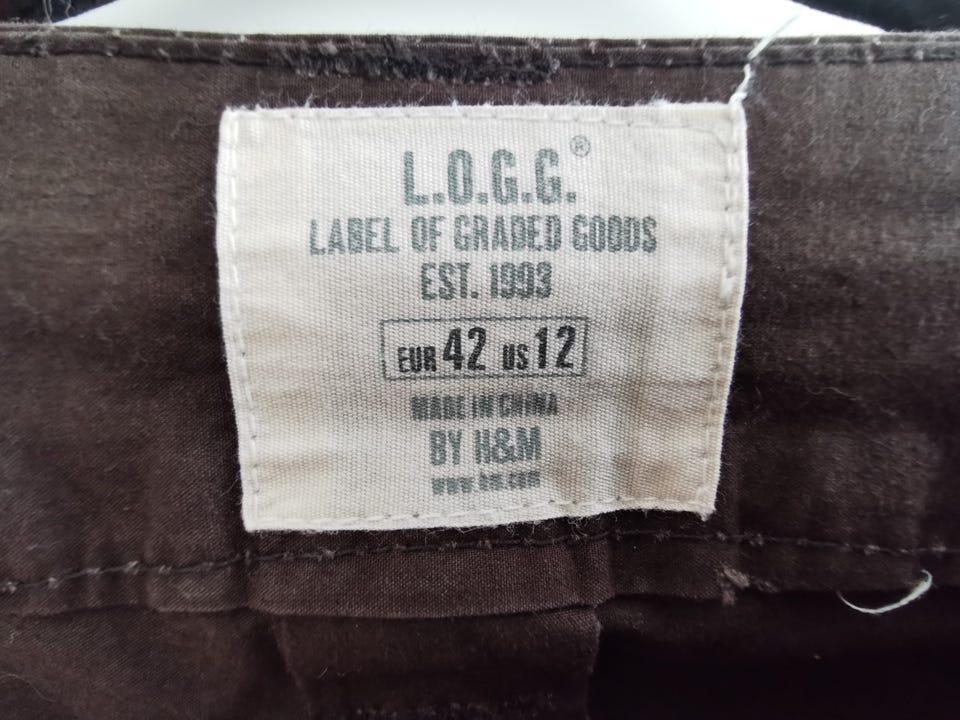 L.O.G.G.®
LABEL OF GRADED GOODS
EST. 1993
EUR 42 US 12
MADE IN CHINA
BY H&M
www.hm.com